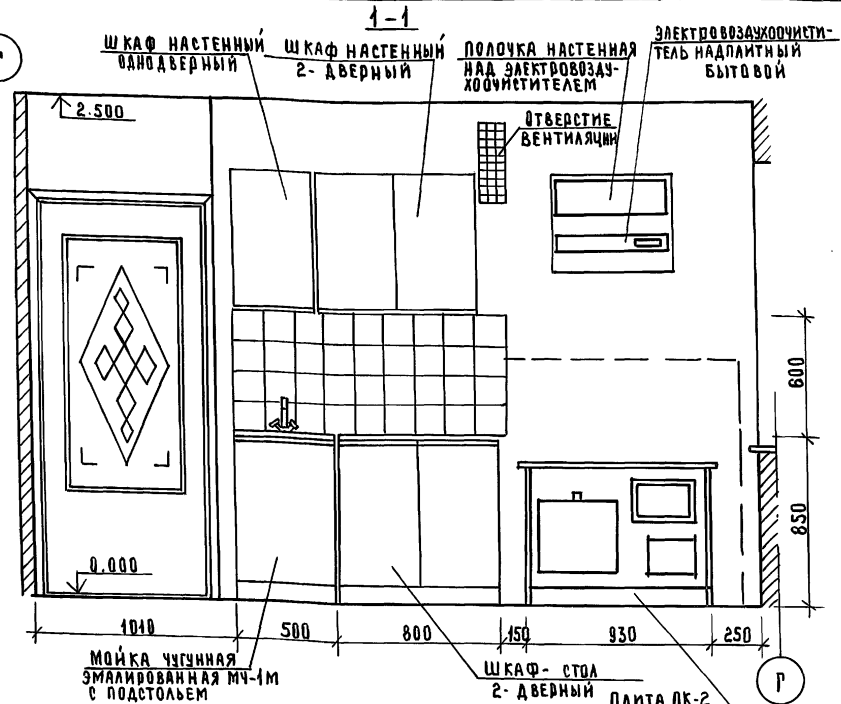 1-1
ШКАФ НАСТЕННЫЙ
ОДНОДВЕРНЫЙ
ШКАФ НАСТЕННЫЙ
2- ДВЕРНЫЙ
ПОЛОЧКА НАСТЕННАЯ
НАД ЭЛЕКТРОВОЗДУ-
ХООЧИСТИТЕЛЕМ
ЭЛЕКТРОВОЗДУХООЧИСТИ-
ТЕЛЬ НАДПЛИТНЫЙ
БЫТОВОЙ
2.500
ОТВЕРСТИЕ
ВЕНТИЛЯЦИИ
600
850
0.000
1010
500
800
150
930
250
МОЙКА ЧУГУННАЯ
ЭМАЛИРОВАННАЯ МЧ-1М
С ПОДСТОЛЬЕМ
ШКАФ- СТОЛ
2- ДВЕРНЫЙ
ПЛИТА ПК-2
Г